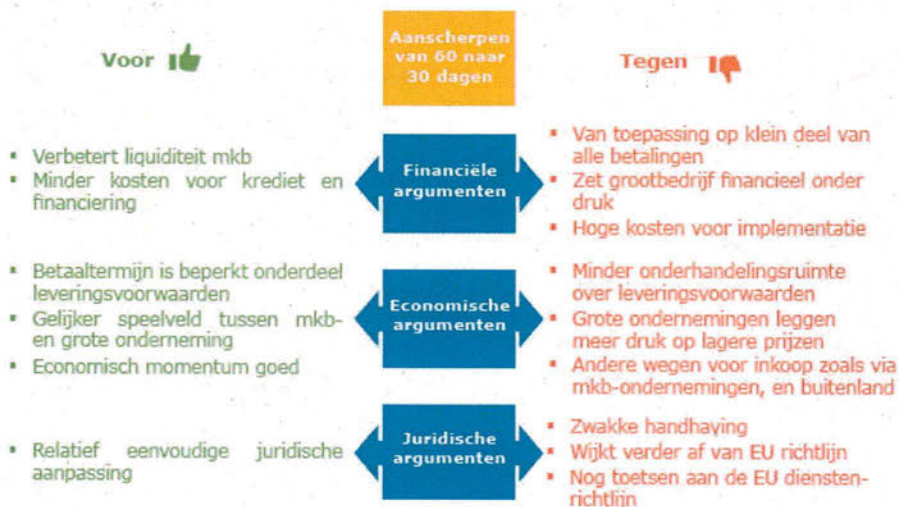 Aanscherpen
van 60 naar
30 dagen
Voor
Tegen
Financiële
argumenten
▪ Verbetert liquiditeit mkb
▪ Minder kosten voor krediet en
financiering
▪ Van toepassing op klein deel van
alle betalingen
▪ Zet grootbedrijf financieel onder
druk
▪ Hoge kosten voor implementatie
Economische
argumenten
▪ Betaaltermijn is beperkt onderdeel
leveringsvoorwaarden
▪ Gelijker speelveld tussen mkb-
en grote onderneming
▪ Economisch momentum goed
▪ Minder onderhandelingsruimte
over leveringsvoorwaarden
▪ Grote ondernemingen leggen
meer druk op lagere prijzen
▪ Andere wegen voor inkoop zoals via
mkb-ondernemingen, en buitenland
Juridische
argumenten
▪ Relatief eenvoudige juridische
aanpassing
▪ Zwakke handhaving
▪ Wijkt verder af van EU richtlijn
▪ Nog toetsen aan de EU diensten-
richtlijn